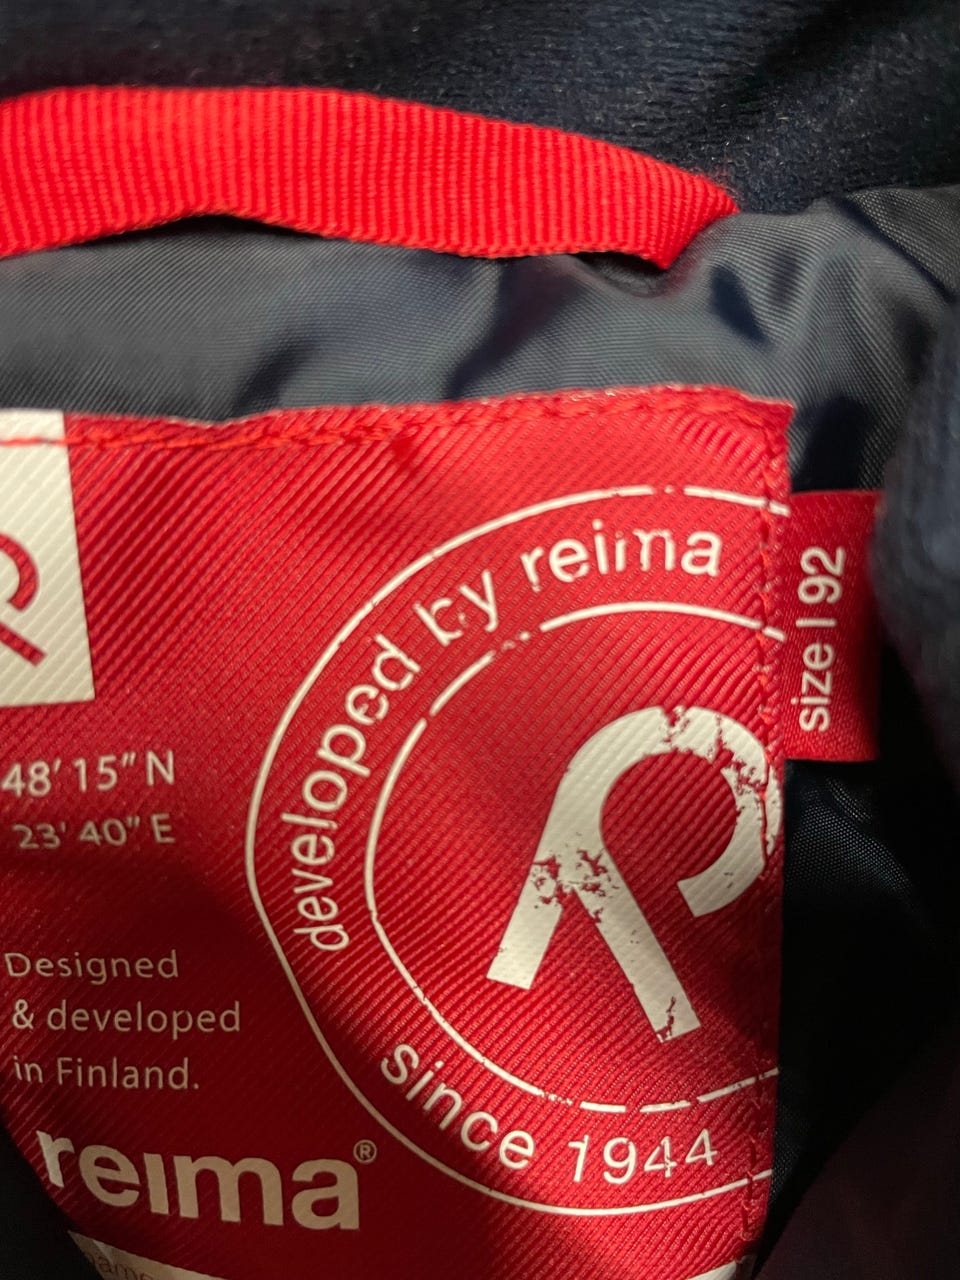 developed by reima
size | 92
48' 15" N
23' 40" E
Designed
& developed
in Finland.
since 1944
reima®